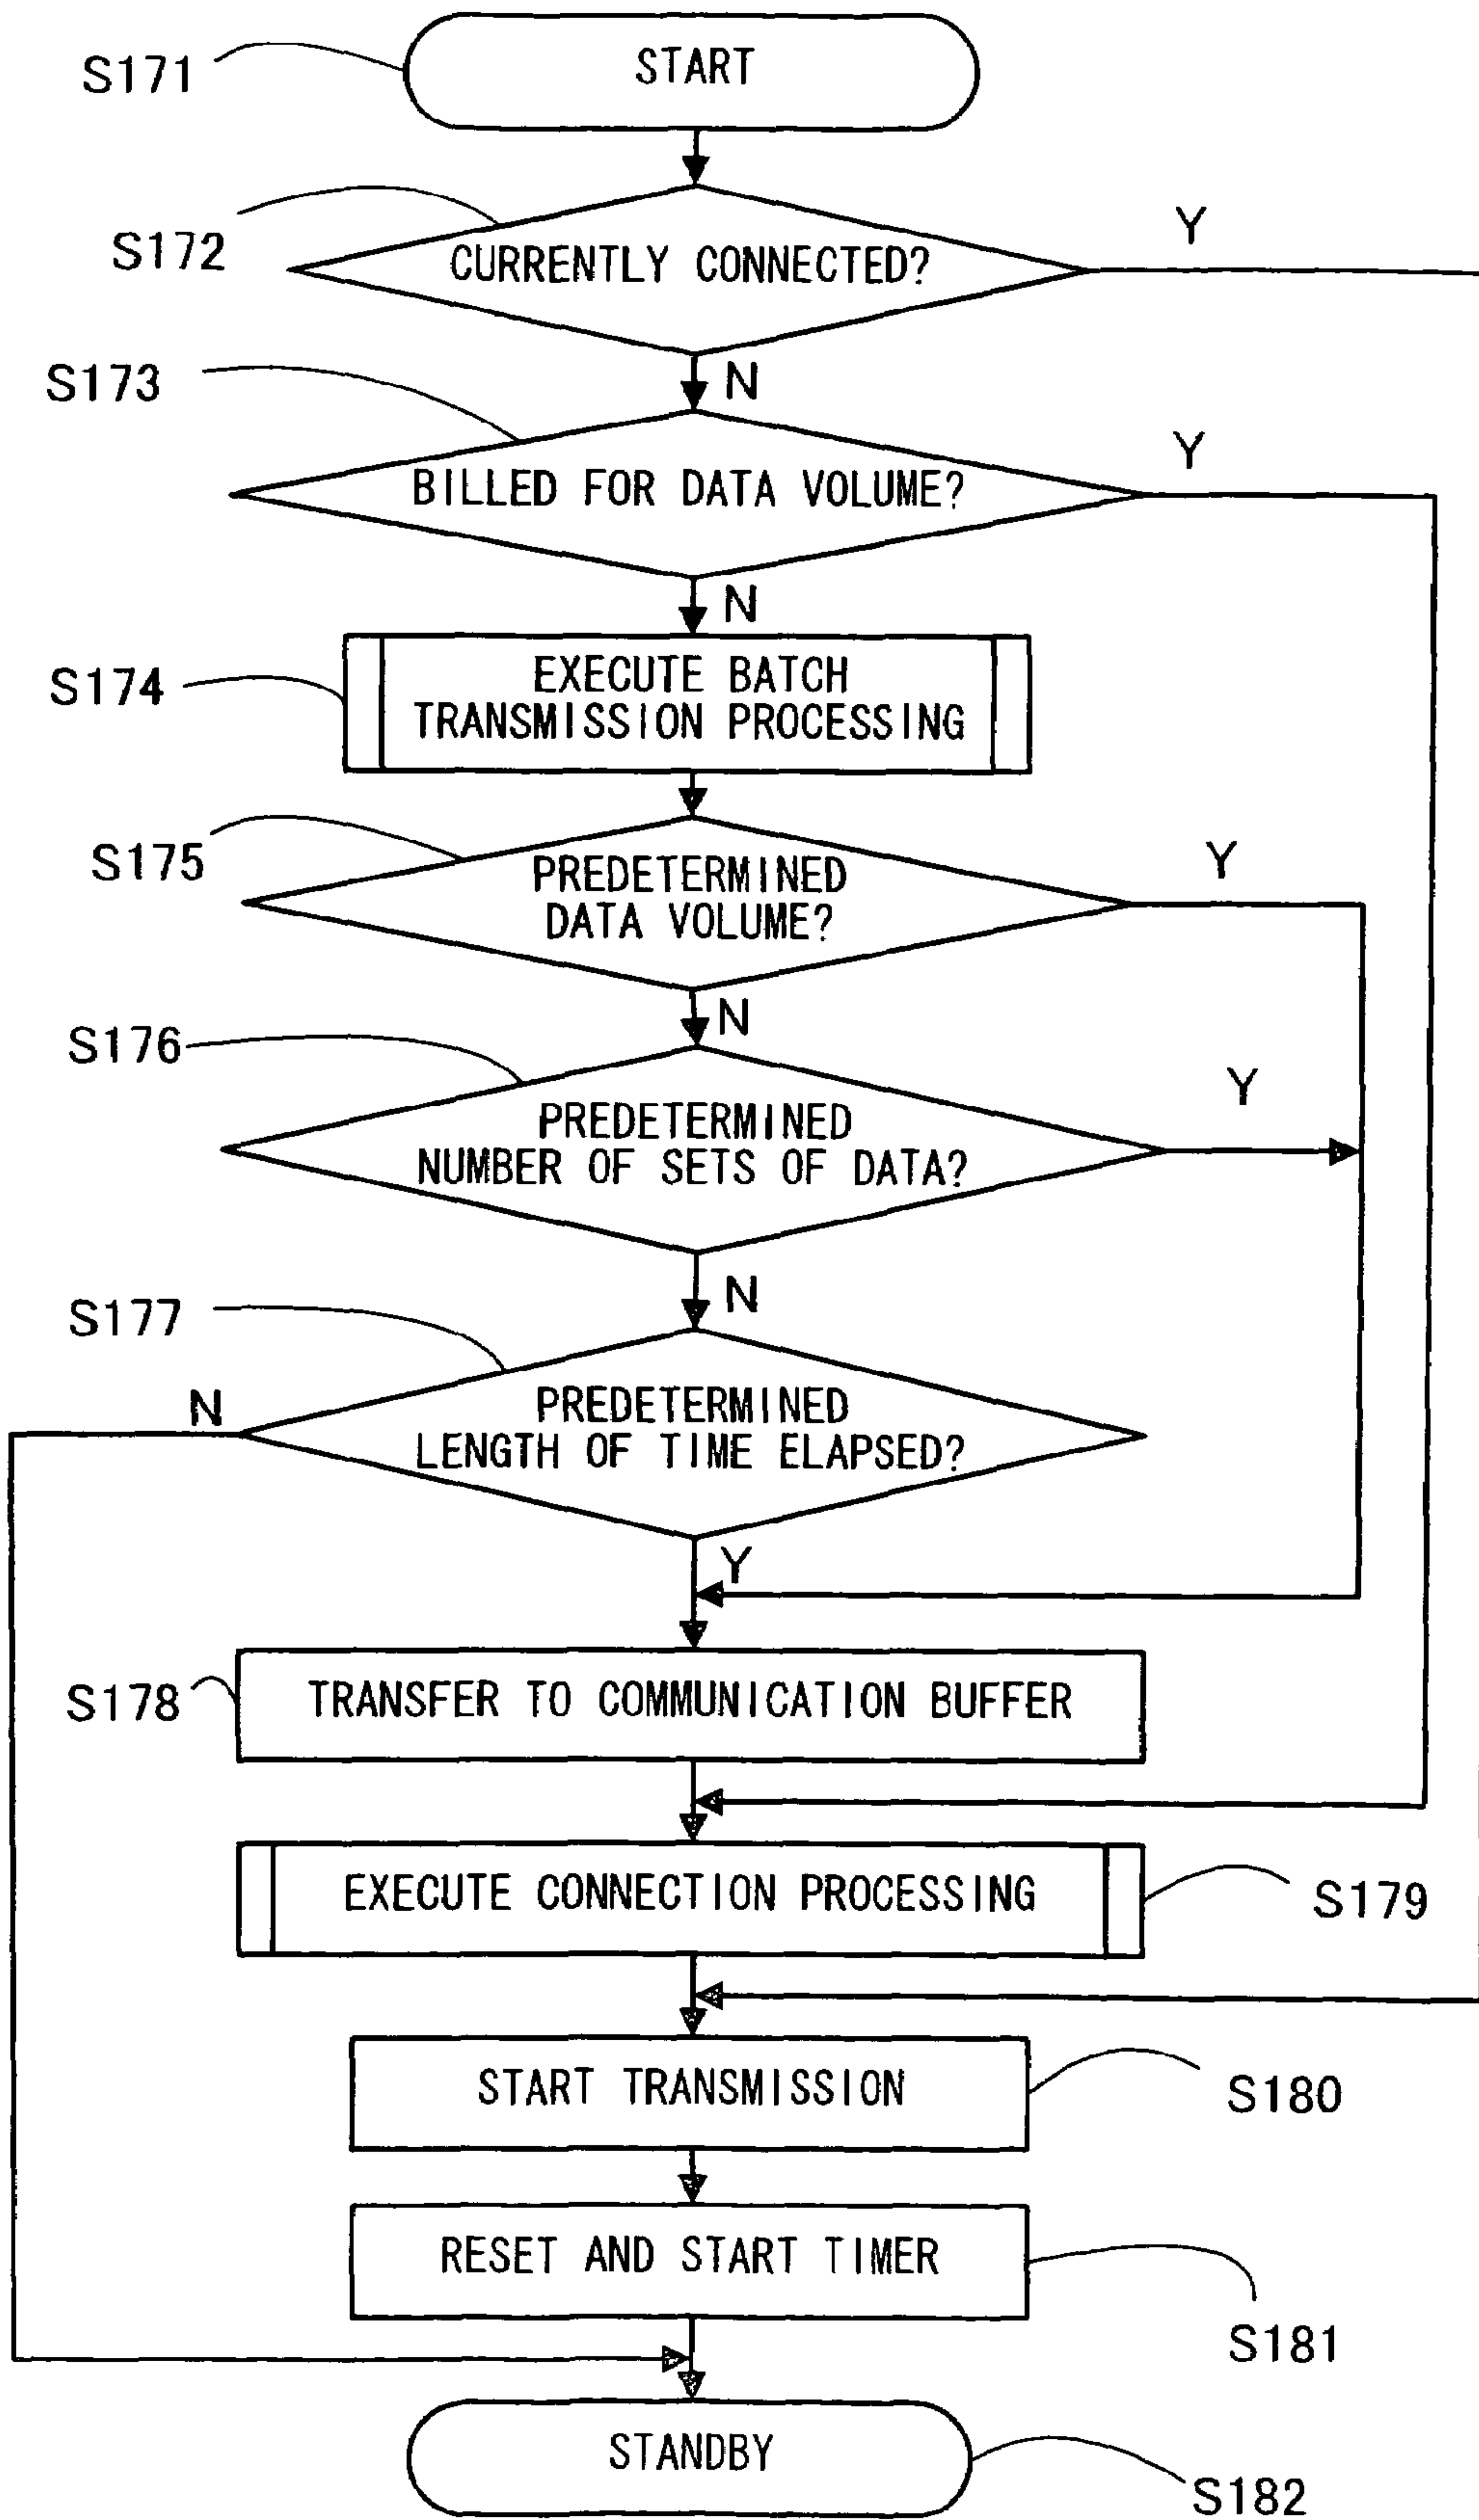 START
S171
S172
CURRENTLY CONNECTED?
Y
N
S173
BILLED FOR DATA VOLUME?
Y
N
S174
EXECUTE BATCH
TRANSMISSION PROCESSING
S175
PREDETERMINED
DATA VOLUME?
Y
N
S176
PREDETERMINED
NUMBER OF SETS OF DATA?
Y
N
S177
N
PREDETERMINED
LENGTH OF TIME ELAPSED?
Y
S178
TRANSFER TO COMMUNICATION BUFFER
EXECUTE CONNECTION PROCESSING
S179
START TRANSMISSION
S180
RESET AND START TIMER
S181
STANDBY
S182